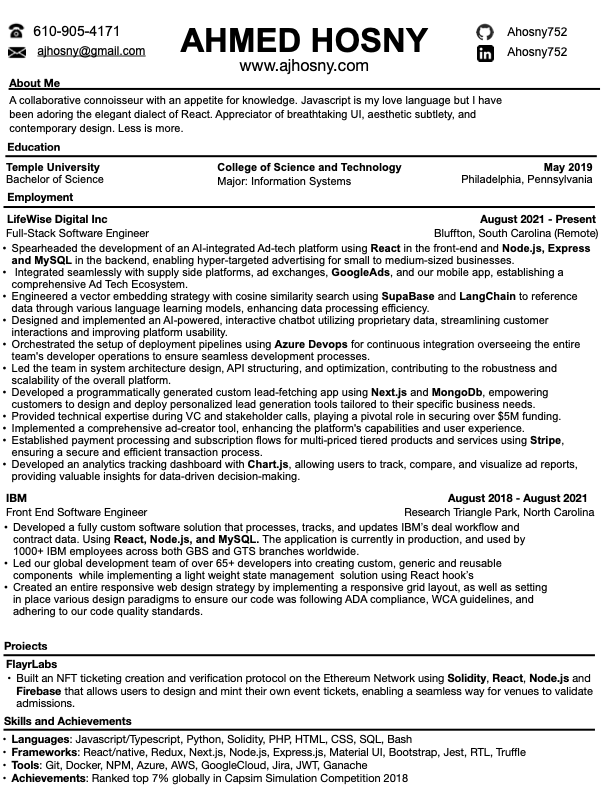 610-905-4171
ajhosny@gmail.com
AHMED HOSNY
www.ajhosny.com
Ahosny752
Ahosny752
About Me
A collaborative connoisseur with an appetite for knowledge. Javascript is my love language but I have
been adoring the elegant dialect of React. Appreciator of breathtaking UI, aesthetic subtlety, and
contemporary design. Less is more.
Education
Temple University College of Science and Technology May 2019
Bachelor of Science Major: Information Systems Philadelphia, Pennsylvania
Employment
LifeWise Digital Inc August 2021 - Present
Full-Stack Software Engineer Bluffton, South Carolina (Remote)
• Spearheaded the development of an AI-integrated Ad-tech platform using React in the front-end and Node.js, Express
and MySQL in the backend, enabling hyper-targeted advertising for small to medium-sized businesses.
• Integrated seamlessly with supply side platforms, ad exchanges, GoogleAds, and our mobile app, establishing a
comprehensive Ad Tech Ecosystem.
• Engineered a vector embedding strategy with cosine similarity search using SupaBase and LangChain to reference
data through various language learning models, enhancing data processing efficiency.
• Designed and implemented an AI-powered, interactive chatbot utilizing proprietary data, streamlining customer
interactions and improving platform usability.
• Orchestrated the setup of deployment pipelines using Azure Devops for continuous integration overseeing the entire
team's developer operations to ensure seamless development processes.
• Led the team in system architecture design, API structuring, and optimization, contributing to the robustness and
scalability of the overall platform.
• Developed a programmatically generated custom lead-fetching app using Next.js and MongoDb, empowering
customers to design and deploy personalized lead generation tools tailored to their specific business needs.
• Provided technical expertise during VC and stakeholder calls, playing a pivotal role in securing over $5M funding.
• Implemented a comprehensive ad-creator tool, enhancing the platform's capabilities and user experience.
• Established payment processing and subscription flows for multi-priced tiered products and services using Stripe,
ensuring a secure and efficient transaction process.
• Developed an analytics tracking dashboard with Chart.js, allowing users to track, compare, and visualize ad reports,
providing valuable insights for data-driven decision-making.
IBM August 2018 - August 2021
Front End Software Engineer Research Triangle Park, North Carolina
• Developed a fully custom software solution that processes, tracks, and updates IBM's deal workflow and
contract data. Using React, Node.js, and MySQL. The application is currently in production, and used by
1000+ IBM employees across both GBS and GTS branches worldwide.
• Led our global development team of over 65+ developers into creating custom, generic and reusable
components while implementing a light weight state management solution using React hook's
• Created an entire responsive web design strategy by implementing a responsive grid layout, as well as setting
in place various design paradigms to ensure our code was following ADA compliance, WCA guidelines, and
adhering to our code quality standards.
Projects
FlayrLabs
• Built an NFT ticketing creation and verification protocol on the Ethereum Network using Solidity, React, Node.js and
Firebase that allows users to design and mint their own event tickets, enabling a seamless way for venues to validate
admissions.
Skills and Achievements
• Languages: Javascript/Typescript, Python, Solidity, PHP, HTML, CSS, SQL, Bash
• Frameworks: React/native, Redux, Next.js, Node.js, Express.js, Material UI, Bootstrap, Jest, RTL, Truffle
• Tools: Git, Docker, NPM, Azure, AWS, GoogleCloud, Jira, JWT, Ganache
• Achievements: Ranked top 7% globally in Capsim Simulation Competition 2018